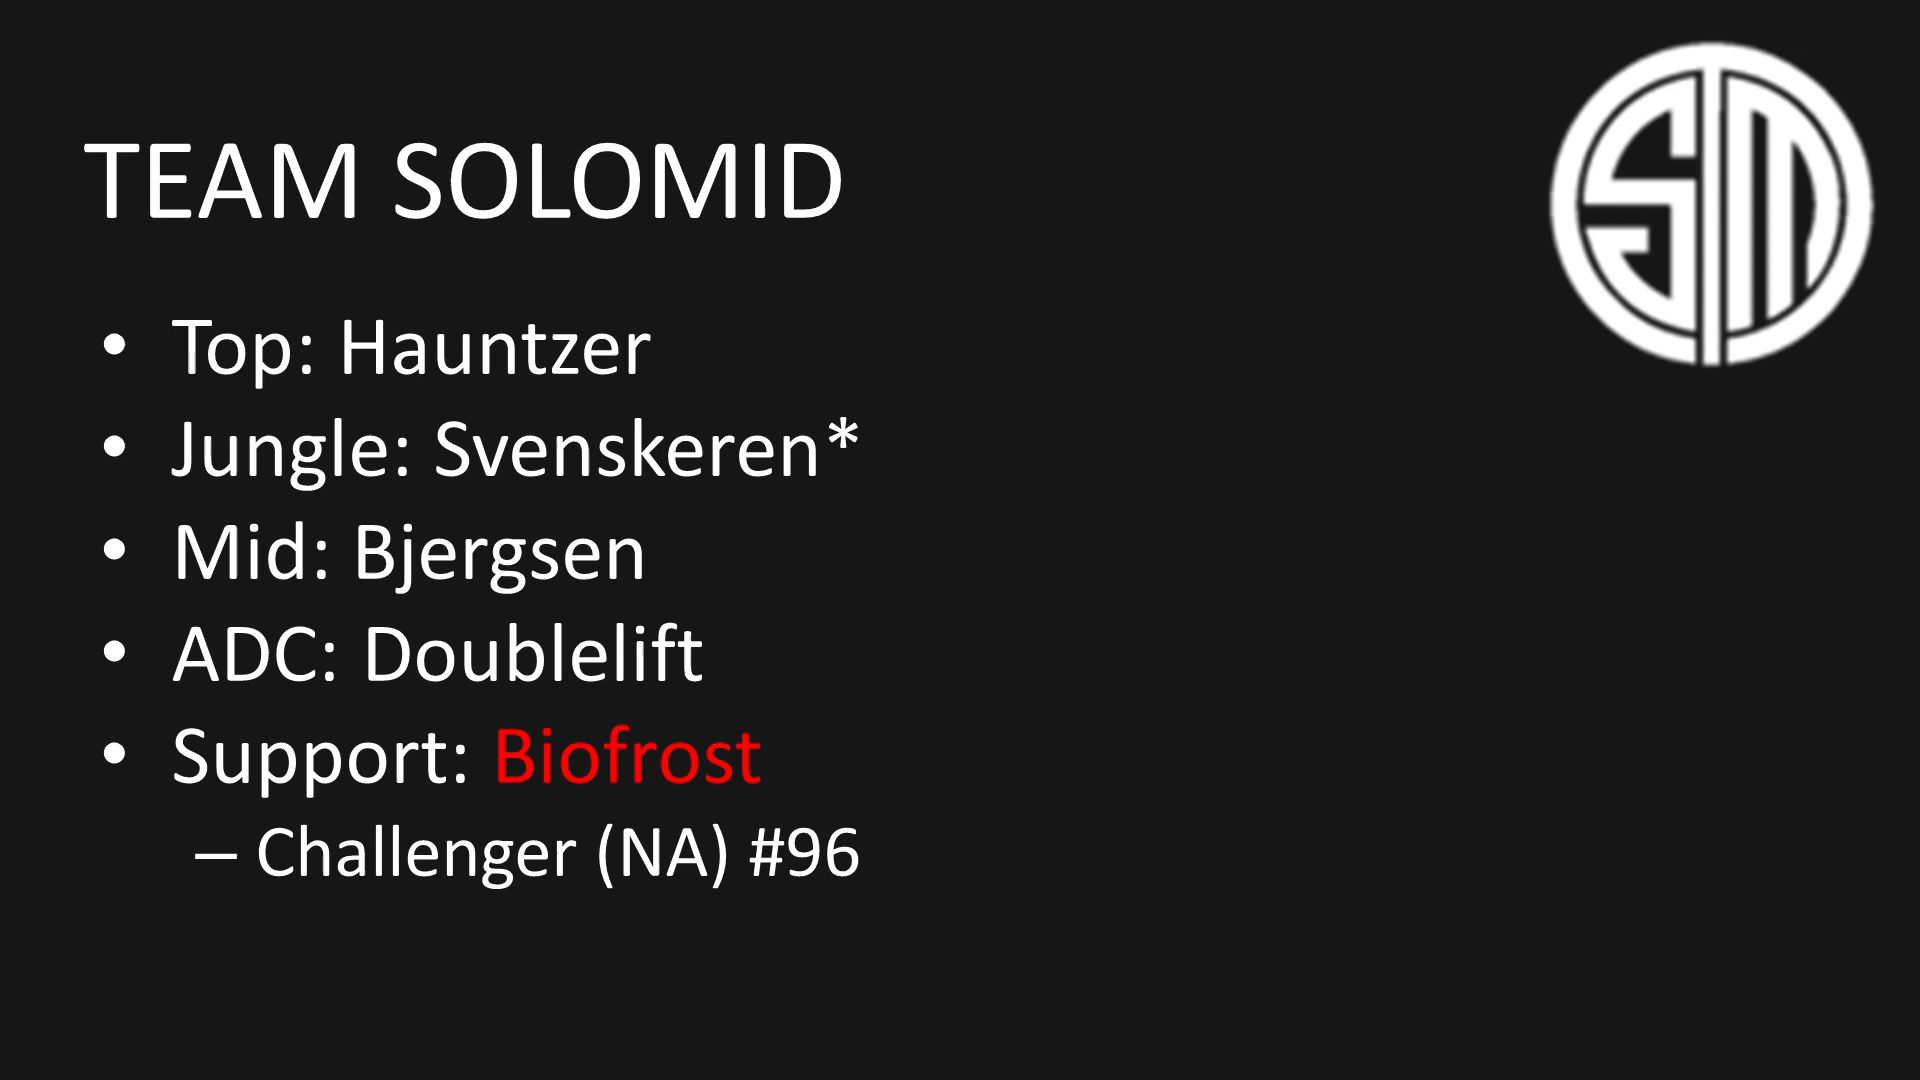 TEAM SOLOMID
• Top: Hauntzer
• Jungle: Svenskeren*
• Mid: Bjergsen
• ADC: Doublelift
• Support: Biofrost
– Challenger (NA) #96